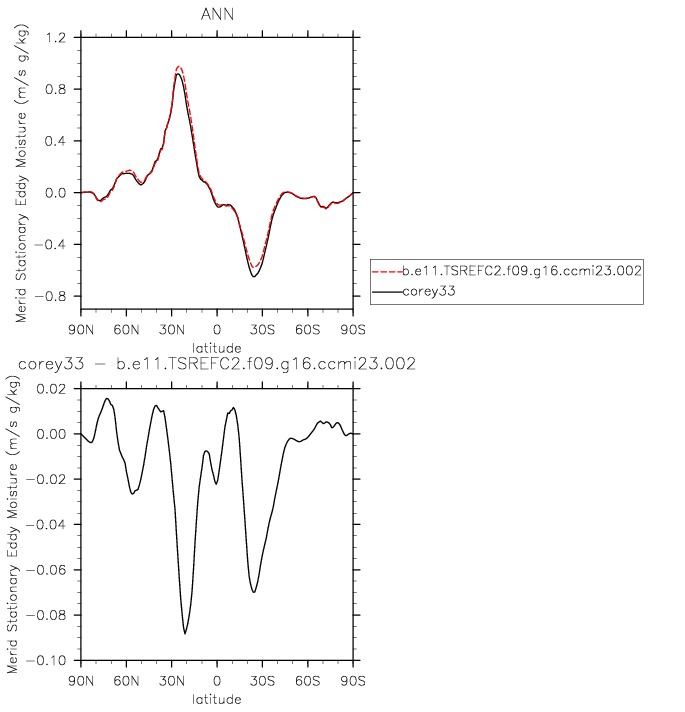 ANN
Merid Stationary Eddy Moisture (m/s g/kg)
1.2
0.8
0.4
0.0
−0.4
−0.8
90N 60N 30N 0 30S 60S 90S
latitude
b.e11.TSREFC2.f09.g16.ccmi23.002
corey33
corey33 − b.e11.TSREFC2.f09.g16.ccmi23.002
Merid Stationary Eddy Moisture (m/s g/kg)
0.02
0.00
−0.02
−0.04
−0.06
−0.08
−0.10
90N 60N 30N 0 30S 60S 90S
latitude